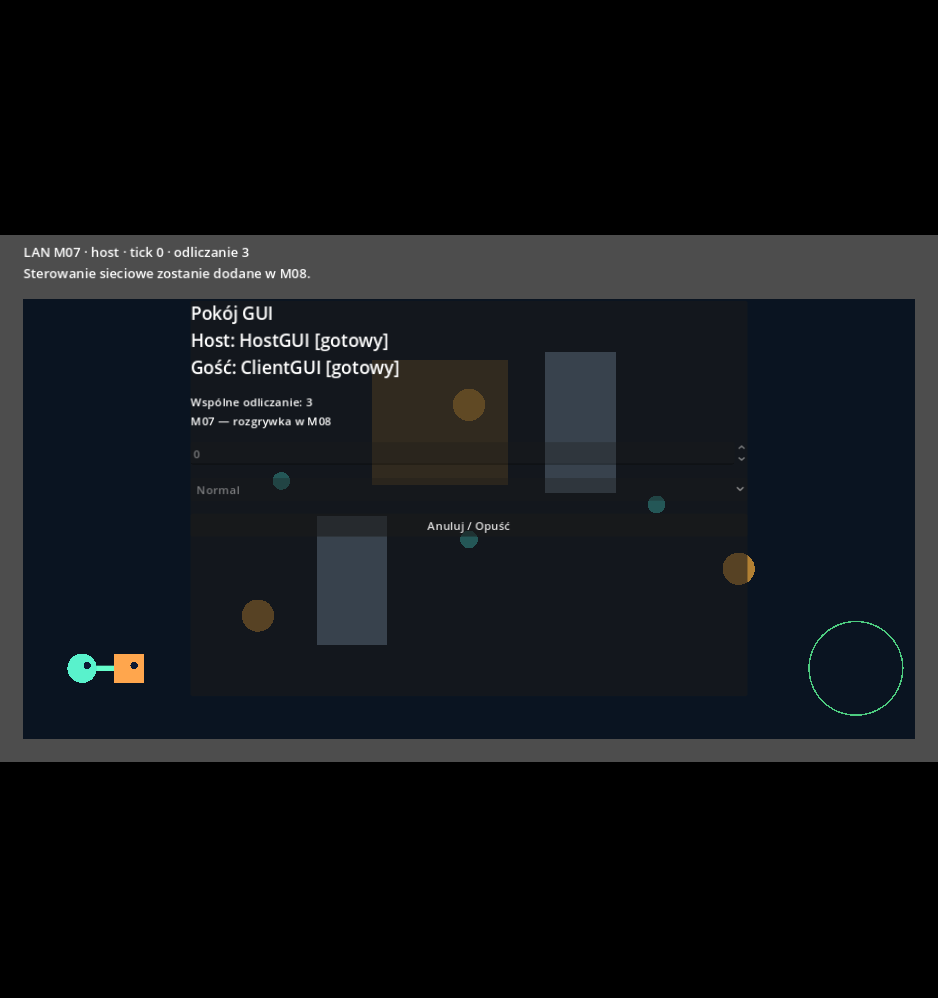 LAN M07 · host · tick 0 · odliczanie 3
Sterowanie sieciowe zostanie dodane w M08.
Pokój GUI
Host: HostGUI [gotowy]
Gość: ClientGUI [gotowy]
Wspólne odliczanie: 3
M07 — rozgrywka w M08
0
Normal
Anuluj / Opuść